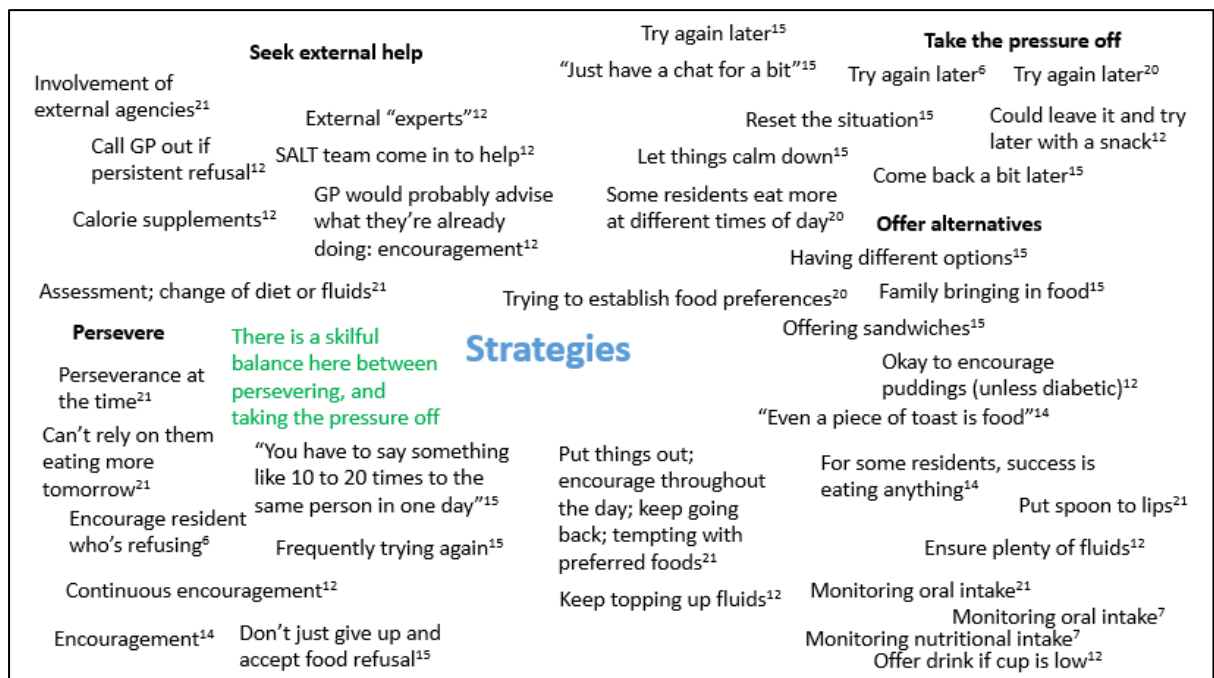 Seek external help
Involvement of
external agencies²¹
External “experts”¹²
Call GP out if
persistent refusal¹²
SALT team come in to help¹²
GP would probably advise
what they’re already
doing: encouragement¹²
Calorie supplements¹²
Assessment; change of diet or fluids²¹
Try again later¹⁵
“Just have a chat for a bit”¹⁵
Take the pressure off
Try again later⁶
Try again later²⁰
Reset the situation¹⁵
Could leave it and try
later with a snack¹²
Let things calm down¹⁵
Come back a bit later¹⁵
Some residents eat more
at different times of day²⁰
Offer alternatives
Having different options¹⁵
Trying to establish food preferences²⁰
Family bringing in food¹⁵
Offering sandwiches¹⁵
Okay to encourage
puddings (unless diabetic)¹²
“Even a piece of toast is food”¹⁴
Strategies
There is a skilful
balance here between
persevering, and
taking the pressure off
Persevere
Perseverance at
the time²¹
Can’t rely on them
eating more
tomorrow²¹
“You have to say something
like 10 to 20 times to the
same person in one day”¹⁵
Encourage resident
who’s refusing⁶
Frequently trying again¹⁵
Continuous encouragement¹²
Encouragement¹⁴
Don’t just give up and
accept food refusal¹⁵
Put things out;
encourage throughout
the day; keep going
back; tempting with
preferred foods²¹
Keep topping up fluids¹²
For some residents, success is
eating anything¹⁴
Put spoon to lips²¹
Ensure plenty of fluids¹²
Monitoring oral intake²¹
Monitoring oral intake⁷
Monitoring nutritional intake⁷
Offer drink if cup is low¹²